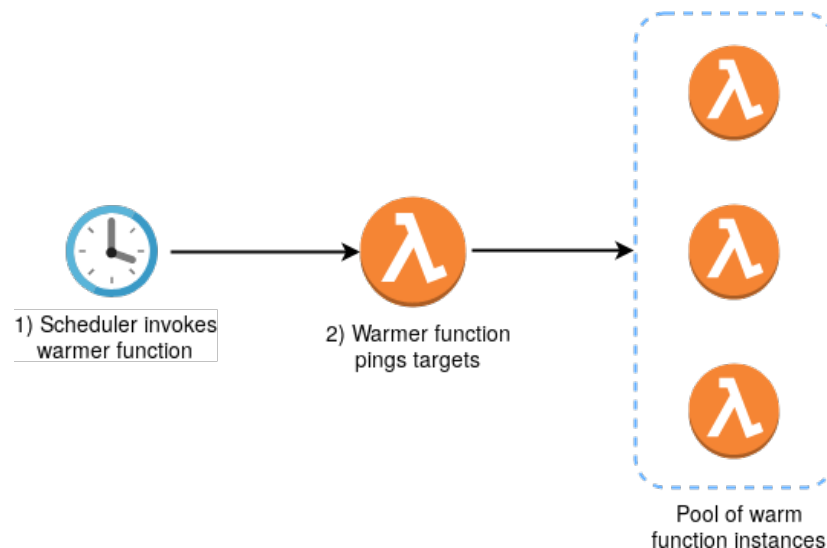 1) Scheduler invokes
warmer function
2) Warmer function
pings targets
Pool of warm
function instances